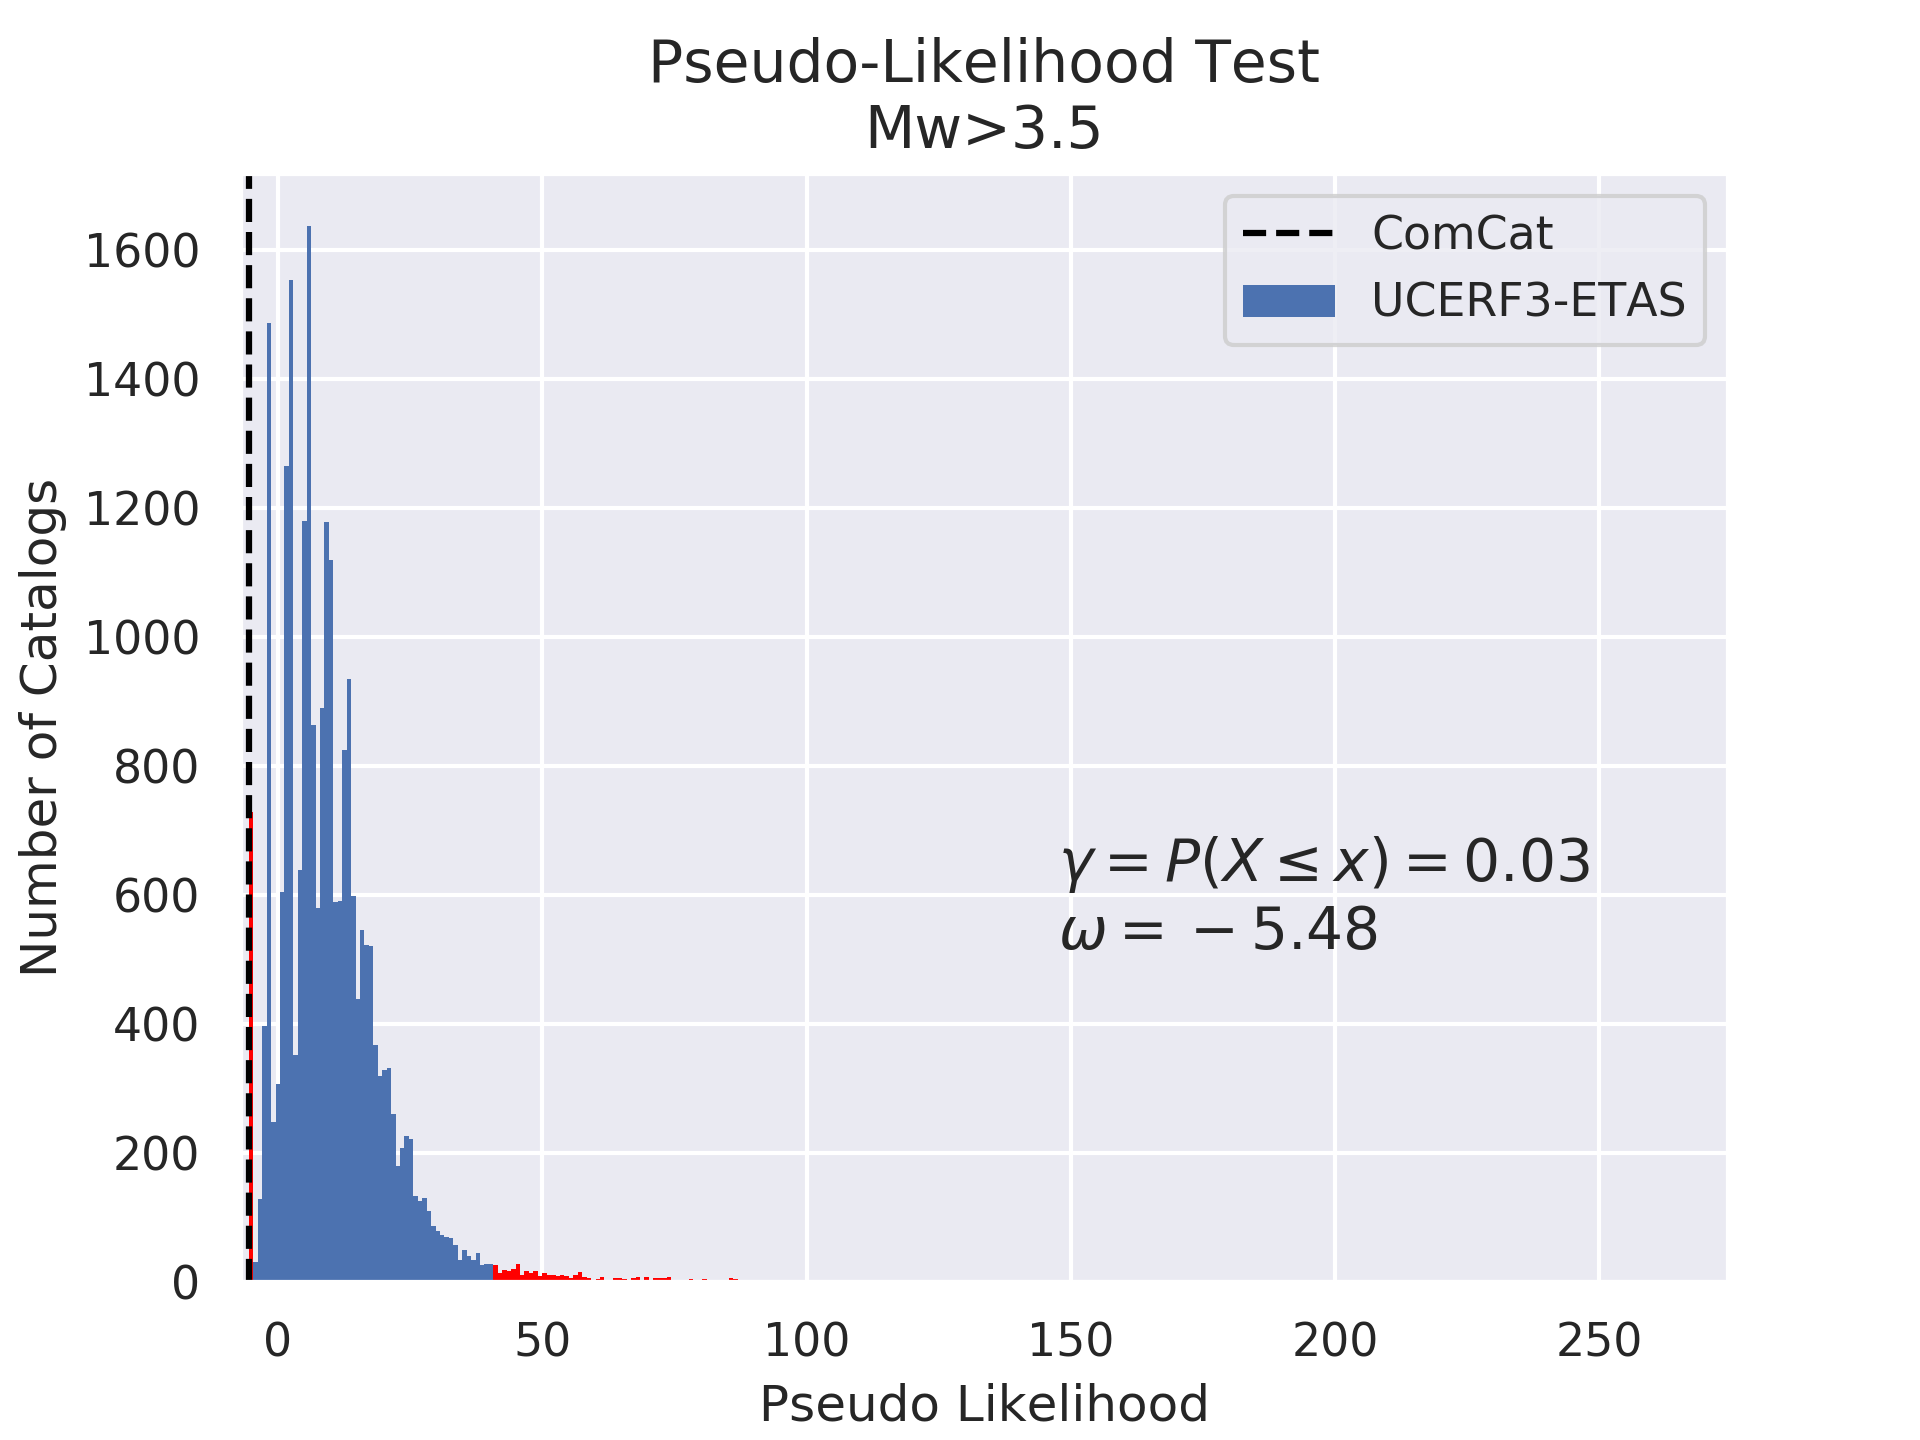 Pseudo-Likelihood Test
Mw>3.5
ComCat
UCERF3-ETAS
1600
1400
1200
1000
800
600
400
200
0
Number of Catalogs
γ = P(X ≤ x) = 0.03
ω = − 5.48
0 50 100 150 200 250
Pseudo Likelihood